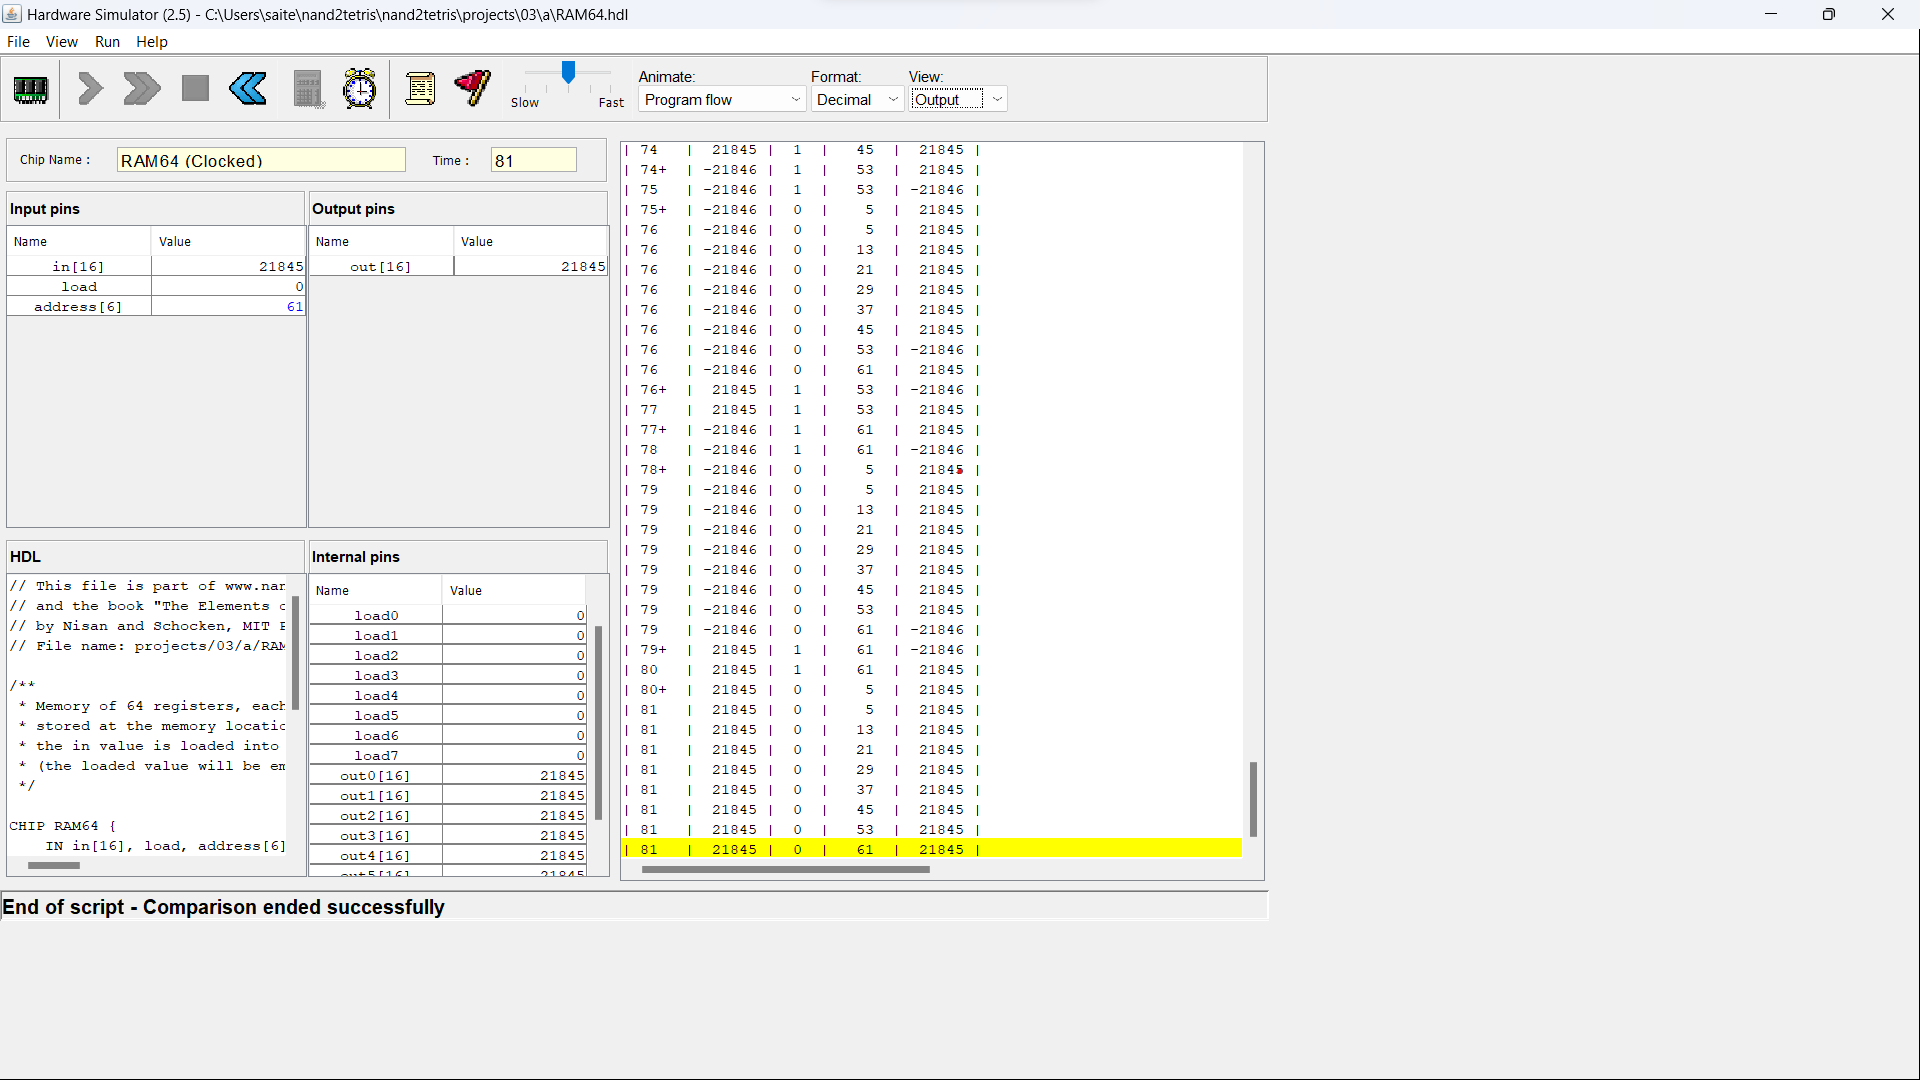 Hardware Simulator (2.5) - C:\Users\saite\nand2tetris\nand2tetris\projects\03\a\RAM64.hdl
File View Run Help
Slow Fast
Animate:
Program flow
Format:
Decimal
View:
Output
Chip Name :
RAM64 (Clocked)
Time :
81
Input pins
Name Value
in[16] 21845
load 0
address[6] 61
Output pins
Name Value
out[16] 21845
HDL
// This file is part of www.nan
// and the book "The Elements o
// by Nisan and Schocken, MIT P
// File name: projects/03/a/RAM
/**
* Memory of 64 registers, each
* stored at the memory locatio
* the in value is loaded into
* (the loaded value will be em
*/
CHIP RAM64 {
IN in[16], load, address[6]
Internal pins
Name Value
load0 0
load1 0
load2 0
load3 0
load4 0
load5 0
load6 0
load7 0
out0[16] 21845
out1[16] 21845
out2[16] 21845
out3[16] 21845
out4[16] 21845
out5[16] 21845
| 74 | 21845 | 1 | 45 | 21845 |
| 74+ | -21846 | 1 | 53 | 21845 |
| 75 | -21846 | 1 | 53 | -21846 |
| 75+ | -21846 | 0 | 5 | 21845 |
| 76 | -21846 | 0 | 5 | 21845 |
| 76 | -21846 | 0 | 13 | 21845 |
| 76 | -21846 | 0 | 21 | 21845 |
| 76 | -21846 | 0 | 29 | 21845 |
| 76 | -21846 | 0 | 37 | 21845 |
| 76 | -21846 | 0 | 45 | 21845 |
| 76 | -21846 | 0 | 53 | -21846 |
| 76 | -21846 | 0 | 61 | 21845 |
| 76+ | 21845 | 1 | 53 | -21846 |
| 77 | 21845 | 1 | 53 | 21845 |
| 77+ | -21846 | 1 | 61 | 21845 |
| 78 | -21846 | 1 | 61 | -21846 |
| 78+ | -21846 | 0 | 5 | 21845 |
| 79 | -21846 | 0 | 5 | 21845 |
| 79 | -21846 | 0 | 13 | 21845 |
| 79 | -21846 | 0 | 21 | 21845 |
| 79 | -21846 | 0 | 29 | 21845 |
| 79 | -21846 | 0 | 37 | 21845 |
| 79 | -21846 | 0 | 45 | 21845 |
| 79 | -21846 | 0 | 53 | 21845 |
| 79 | -21846 | 0 | 61 | -21846 |
| 79+ | 21845 | 1 | 61 | -21846 |
| 80 | 21845 | 1 | 61 | 21845 |
| 80+ | 21845 | 0 | 5 | 21845 |
| 81 | 21845 | 0 | 5 | 21845 |
| 81 | 21845 | 0 | 13 | 21845 |
| 81 | 21845 | 0 | 21 | 21845 |
| 81 | 21845 | 0 | 29 | 21845 |
| 81 | 21845 | 0 | 37 | 21845 |
| 81 | 21845 | 0 | 45 | 21845 |
| 81 | 21845 | 0 | 53 | 21845 |
| 81 | 21845 | 0 | 61 | 21845 |
End of script - Comparison ended successfully